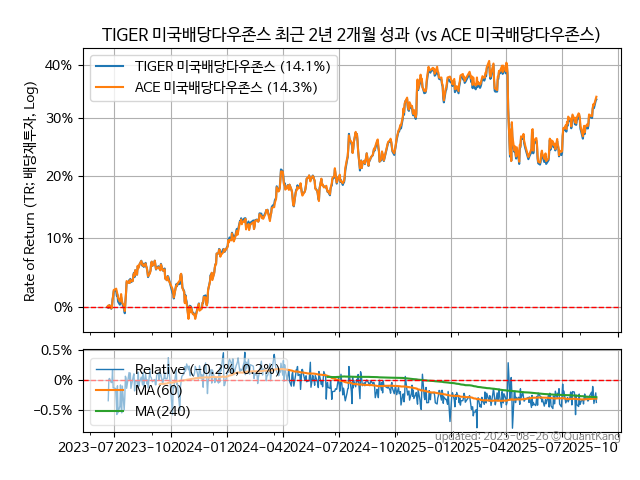 TIGER 미국배당다우존스 최근 2년 2개월 성과 (vs ACE 미국배당다우존스)
Rate of Return (TR: 배당재투자, Log)
40%
30%
20%
10%
0%
TIGER 미국배당다우존스 (14.1%)
ACE 미국배당다우존스 (14.3%)
0.5%
0%
−0.5%
Relative (−0.2%, 0.2%)
MA(60)
MA(240)
updated: 2025-08-26 © QuantKang
2023-07 2023-10 2024-01 2024-04 2024-07 2024-10 2025-01 2025-04 2025-07 2025-10